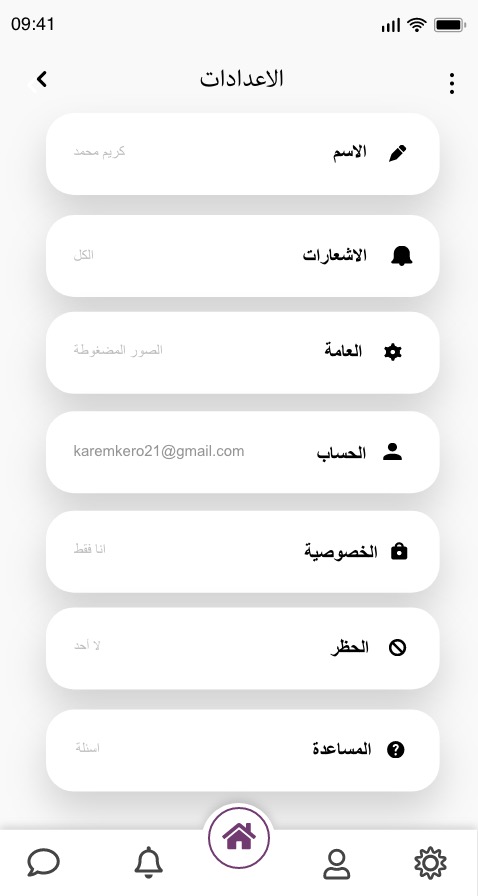 09:41
الاعدادات
الاسم
كريم محمد
الاشعارات
الكل
العامة
الصور المضغوطة
الحساب
karemkero21@gmail.com
الخصوصية
انا فقط
الحظر
لا أحد
المساعدة
اسئلة